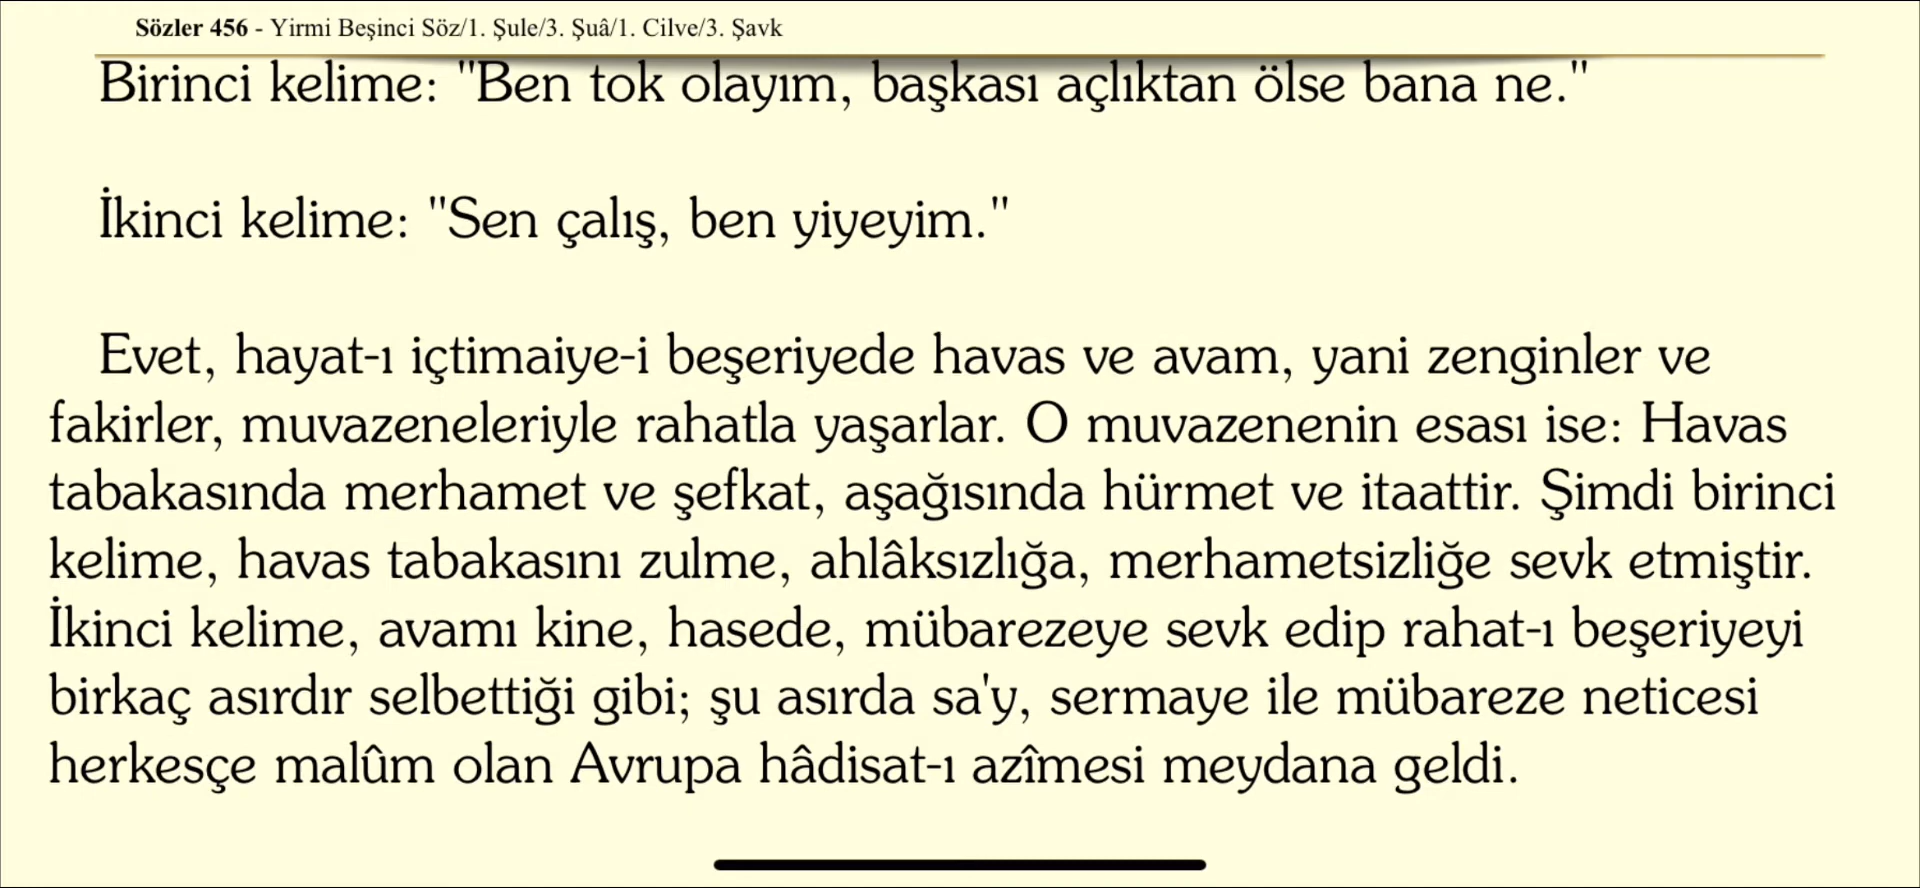 Sözler 456 - Yirmi Beşinci Söz/1. Şule/3. Şuâ/1. Cilve/3. Şavk
Birinci kelime: "Ben tok olayım, başkası açlıktan ölse bana ne."
İkinci kelime: "Sen çalış, ben yiyeyim."
Evet, hayat-ı içtimaiye-i beşeriyede havas ve avam, yani zenginler ve
fakirler, muvazeneleriyle rahatla yaşarlar. O muvazenenin esası ise: Havas
tabakasında merhamet ve şefkat, aşağısında hürmet ve itaattir. Şimdi birinci
kelime, havas tabakasını zulme, ahlâksızlığa, merhametsizliğe sevk etmiştir.
İkinci kelime, avamı kine, hasede, mübarezeye sevk edip rahat-ı beşeriyeyi
birkaç asırdır selbettiği gibi; şu asırda sa'y, sermaye ile mübareze neticesi
herkesçe malûm olan Avrupa hâdisat-ı azîmesi meydana geldi.